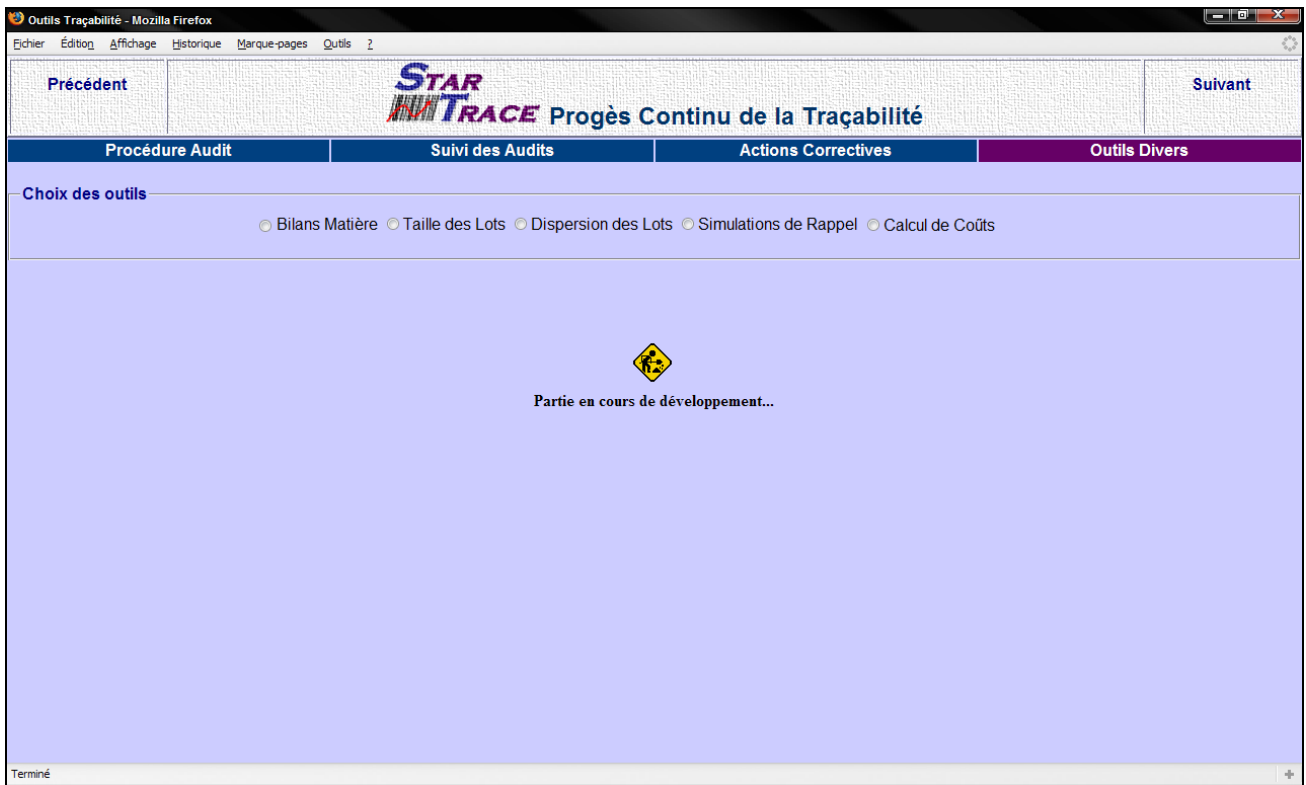 Outils Traçabilité - Mozilla Firefox
Fichier Édition Affichage Historique Marque-pages Outils ?
Précédent
STAR
TRACE Progès Continu de la Traçabilité
Suivant
Procédure Audit Suivi des Audits Actions Correctives Outils Divers
Choix des outils
Bilans Matière Taille des Lots Dispersion des Lots Simulations de Rappel Calcul de Coûts
Partie en cours de développement...
Terminé